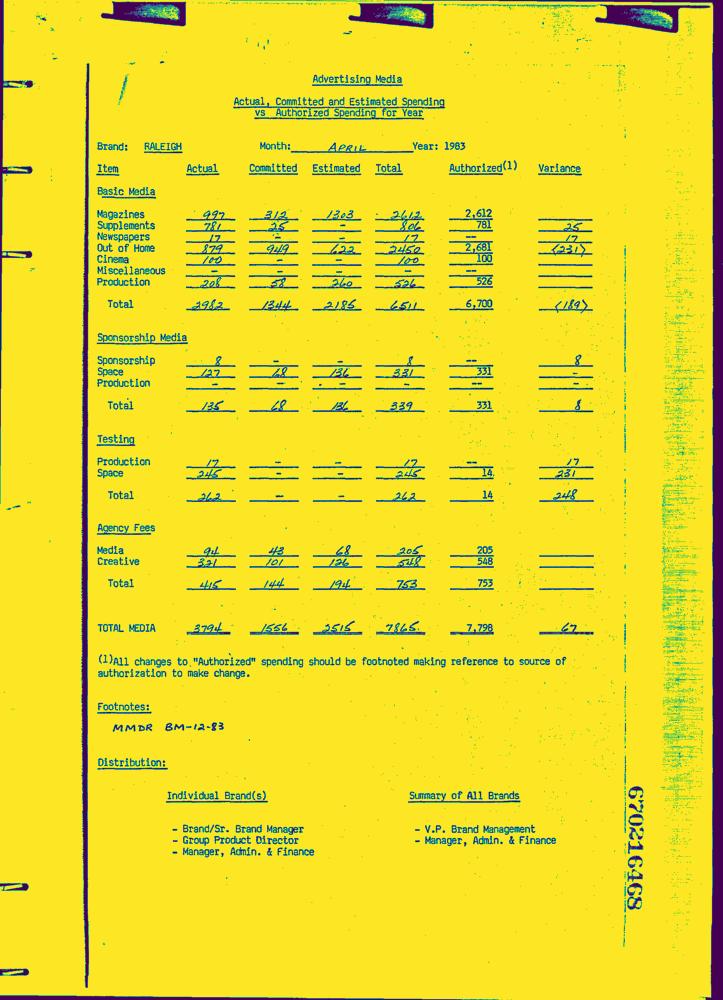 Advertising Media
Actual, Committed and Estimated Spending
vs Authorized Spending for Year
Brand: RALEIGH Month: APRIL Year: 1983
Item Actual Committed Estimated Total Authorized(1) Variance
Basic Media
Magazines 997 312 1303 2612 2,612
Supplements 781 25 - 806 781 25
Newspapers 17 - - 17 -- 17
Out of Home 879 949 622 2450 2,681 <231>
Cinema 100 - - 100 100
Miscellaneous - - - - --
Production 208 58 260 526 526
Total 2982 1344 2185 6511 6,700 <189>
Sponsorship Media
Sponsorship 8 - - 8 -- 8
Space 127 68 136 331 331 -
Production - - - - -- -
Total 135 68 136 339 331 8
Testing
Production 17 - - 17 -- 17
Space 245 - - 245 14 231
Total 262 - - 262 14 248
Agency Fees
Media 94 43 68 205 205
Creative 321 101 126 548 548
Total 415 144 194 753 753
TOTAL MEDIA 3794 1556 2515 7865 7,798 67
(1)All changes to "Authorized" spending should be footnoted making reference to source of
authorization to make change.
Footnotes:
MMDR BM-12-83
Distribution:
Individual Brand(s) Summary of All Brands
- Brand/Sr. Brand Manager - V.P. Brand Management
- Group Product Director - Manager, Admin. & Finance
- Manager, Admin. & Finance
670216468